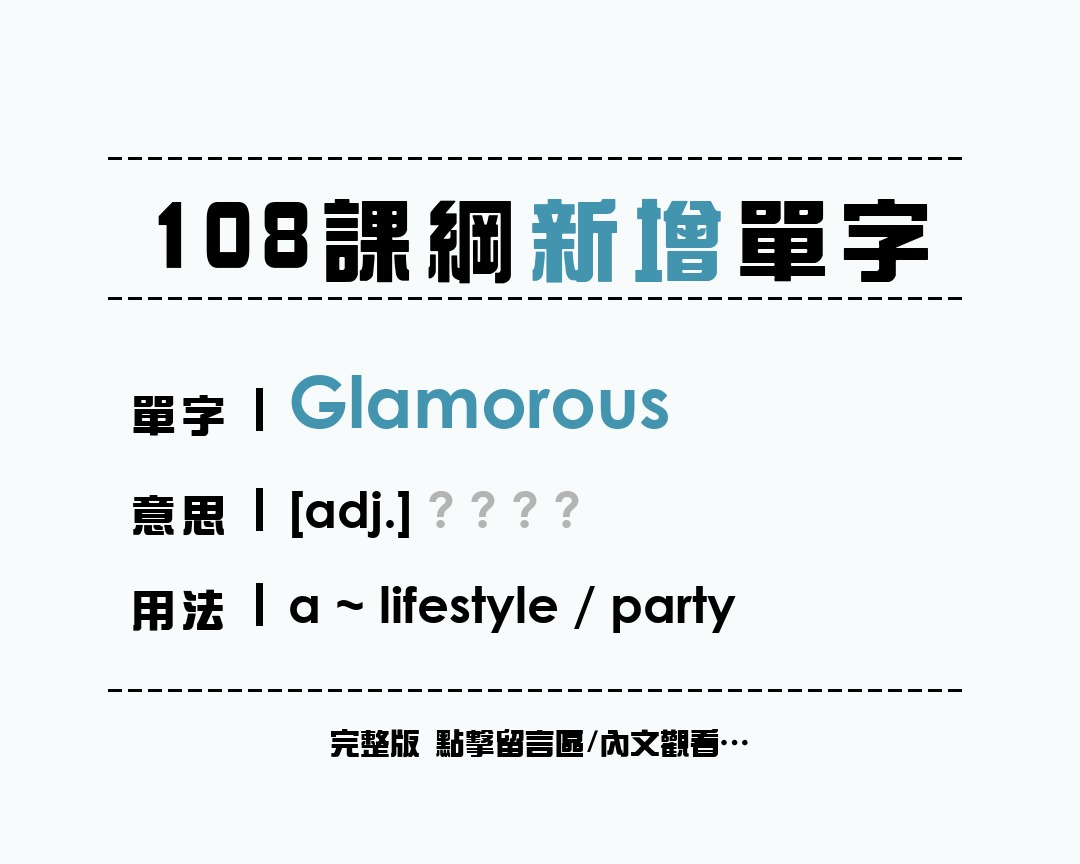 108課綱新增單字
單字 | Glamorous
意思 | [adj.] ? ? ? ?
用法 | a ~ lifestyle / party
完整版 點擊留言區/內文觀看…